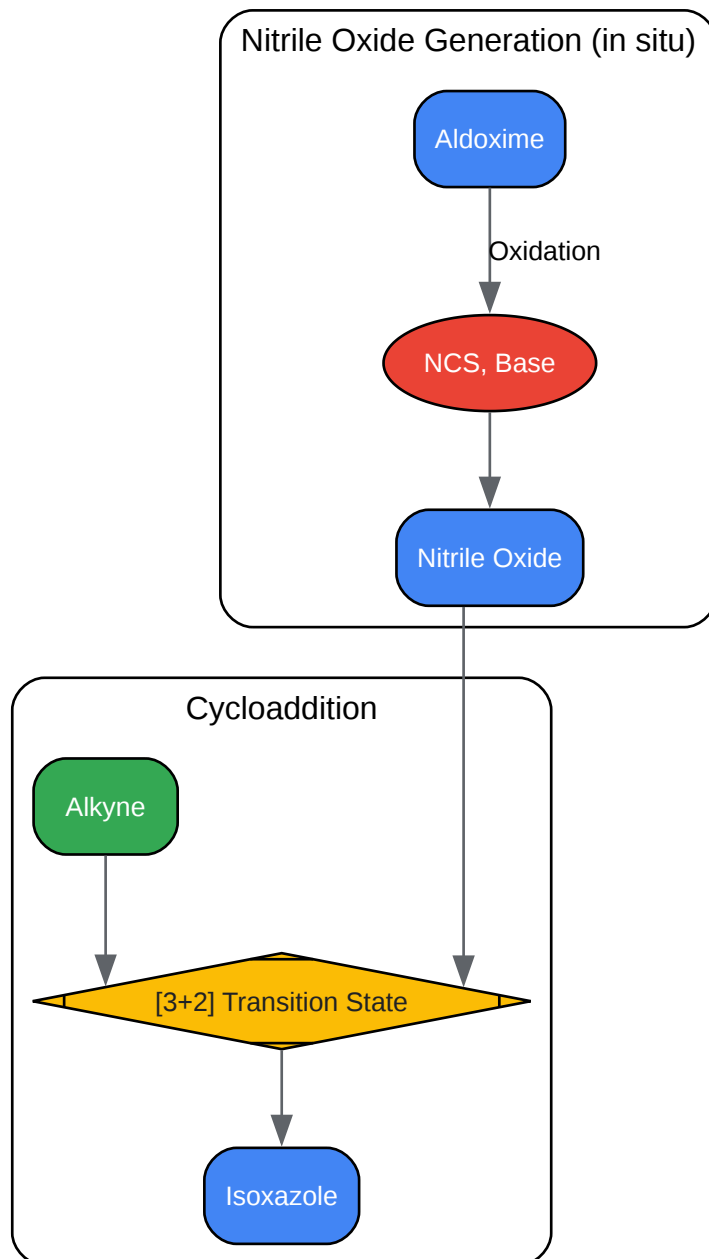 Nitrile Oxide Generation (in situ)
Aldoxime
Oxidation
NCS, Base
Nitrile Oxide
Cycloaddition
Alkyne
[3+2] Transition State
Isoxazole